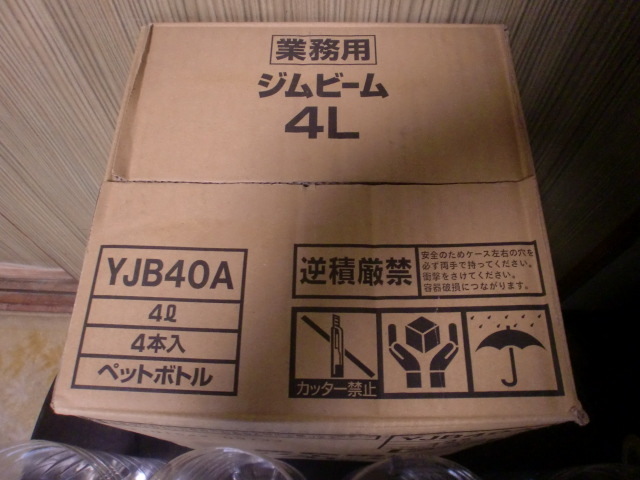 業務用
ジムビーム
4L
YJB40A
4ℓ
4本入
ペットボトル
逆積厳禁
安全のためケース左右の穴を
必ず両手で持ってください。
衝撃をさけてください。
容器破損につながります。
カッター禁止
YJB4